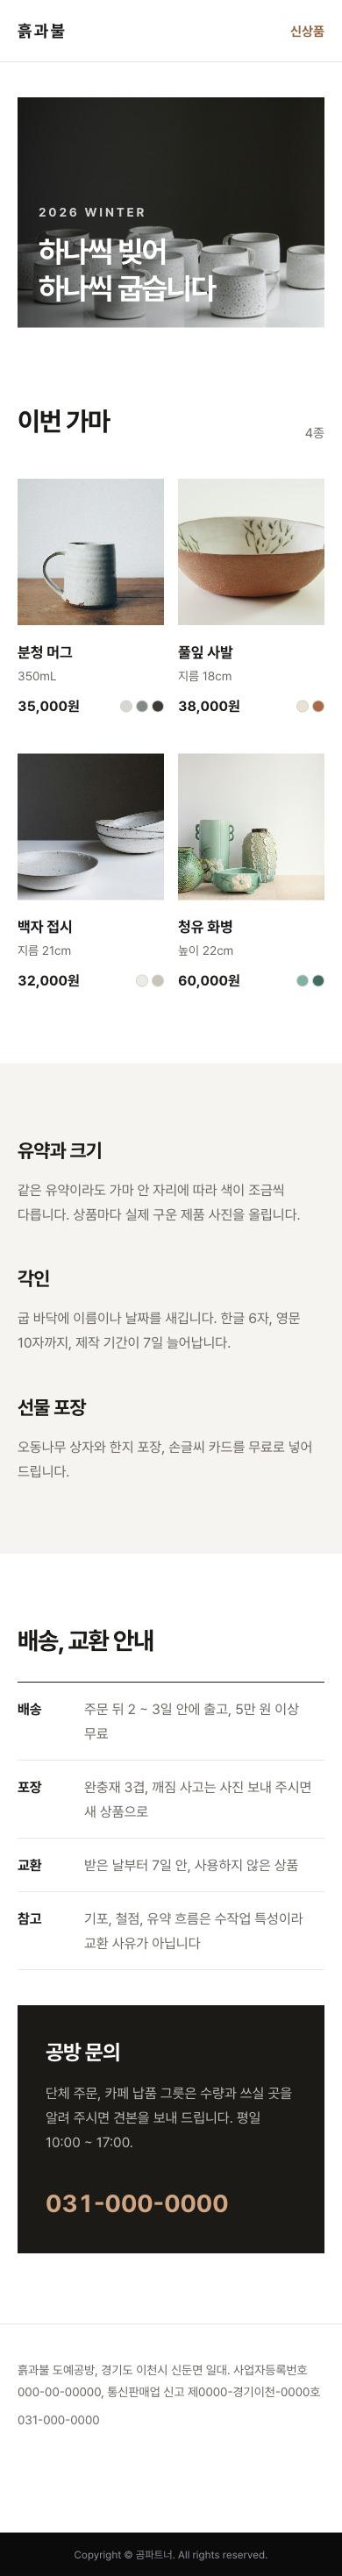 흙과불
신상품
2026 WINTER
하나씩 빚어
하나씩 굽습니다
이번 가마
4종
분청 머그
350mL
35,000원
풀잎 사발
지름 18cm
38,000원
백자 접시
지름 21cm
32,000원
청유 화병
높이 22cm
60,000원
유약과 크기
같은 유약이라도 가마 안 자리에 따라 색이 조금씩
다릅니다. 상품마다 실제 구운 제품 사진을 올립니다.
각인
굽 바닥에 이름이나 날짜를 새깁니다. 한글 6자, 영문
10자까지, 제작 기간이 7일 늘어납니다.
선물 포장
오동나무 상자와 한지 포장, 손글씨 카드를 무료로 넣어
드립니다.
배송, 교환 안내
배송
주문 뒤 2 ~ 3일 안에 출고, 5만 원 이상
무료
포장
완충재 3겹, 깨짐 사고는 사진 보내 주시면
새 상품으로
교환
받은 날부터 7일 안, 사용하지 않은 상품
참고
기포, 철점, 유약 흐름은 수작업 특성이라
교환 사유가 아닙니다
공방 문의
단체 주문, 카페 납품 그릇은 수량과 쓰실 곳을
알려 주시면 견본을 보내 드립니다. 평일
10:00 ~ 17:00.
031-000-0000
흙과불 도예공방, 경기도 이천시 신둔면 일대. 사업자등록번호
000-00-00000, 통신판매업 신고 제0000-경기이천-0000호
031-000-0000
Copyright © 곰파트너. All rights reserved.